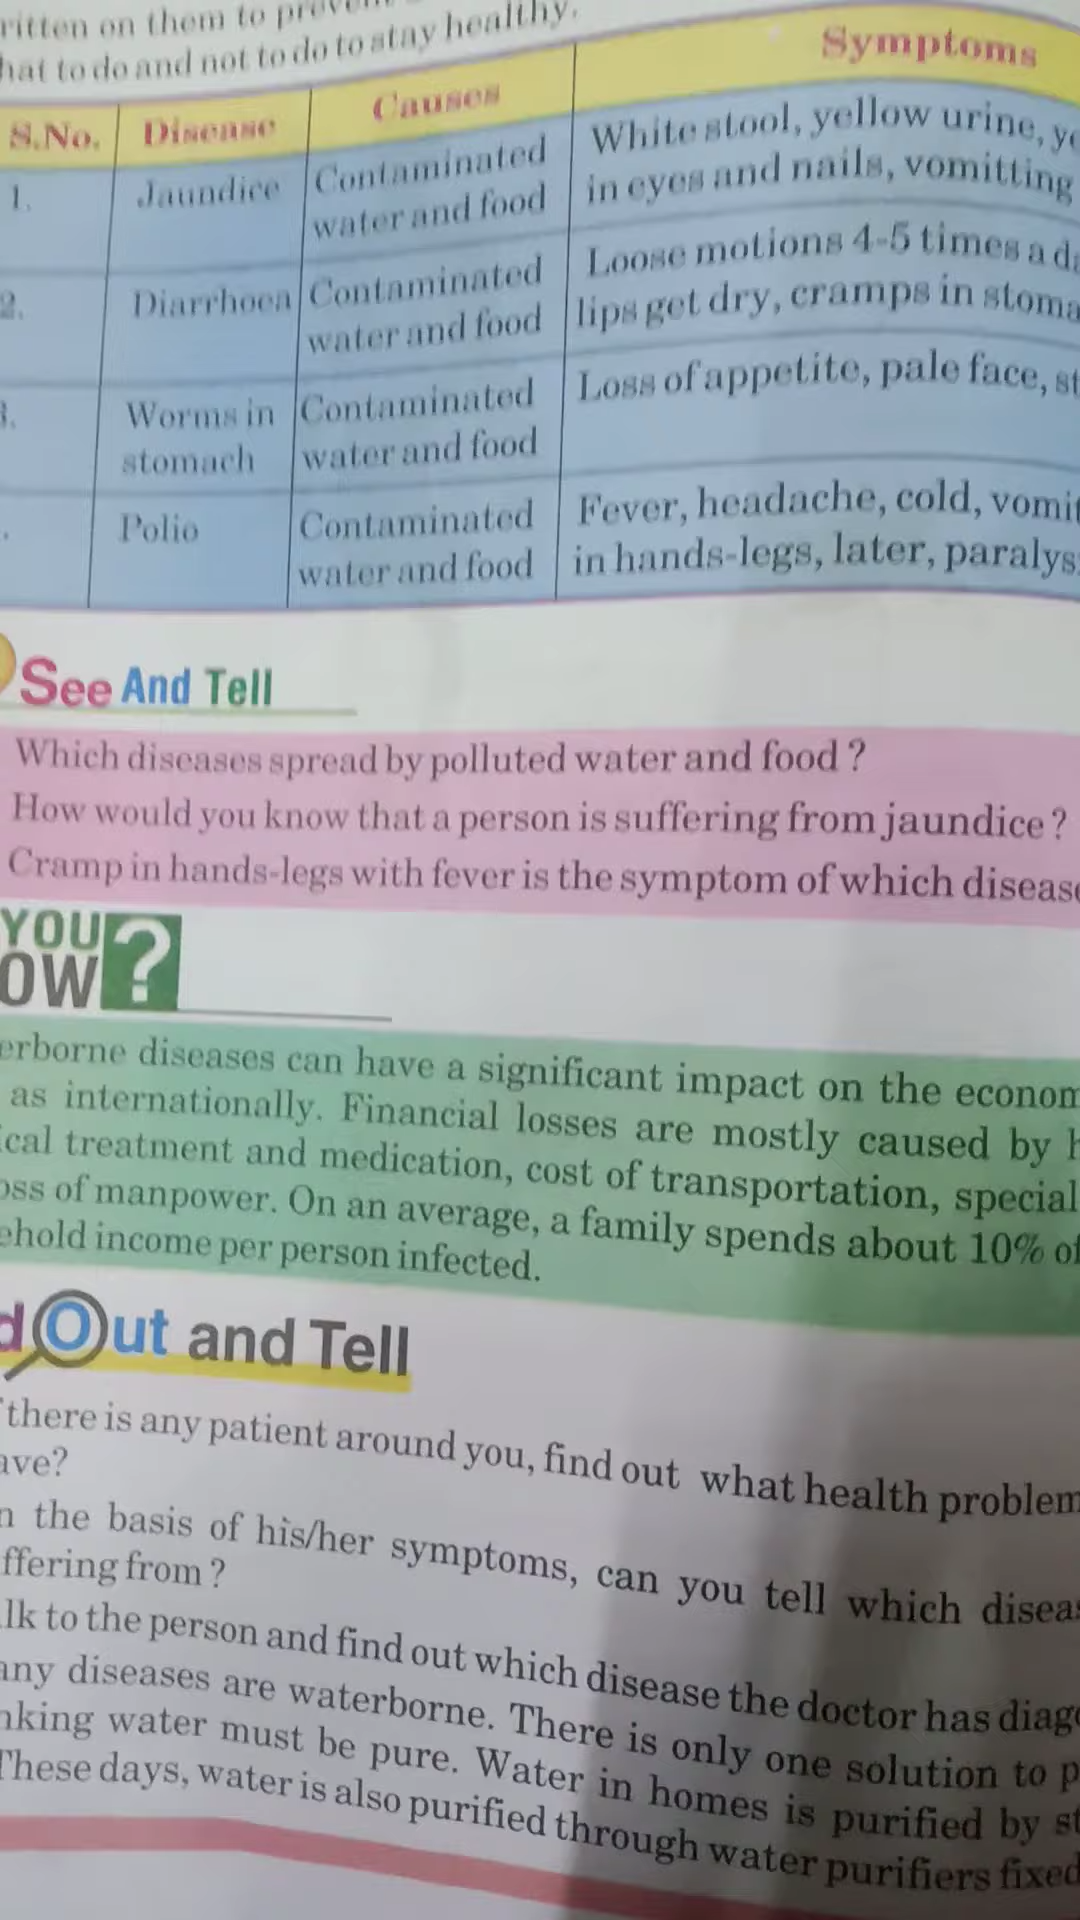 ritten on them to
hat to do and not to do to stay healthy.
S.No. Disease Causes Symptoms
1. Jaundice Contaminated water and food White stool, yellow urine, in eyes and nails, vomitting
2. Diarrhoea Contaminated water and food Loose motions 4-5 times a lips get dry, cramps in
Worms in stomach Contaminated water and food Loss of appetite, pale face,
Polio Contaminated water and food Fever, headache, cold, in hands-legs, later,
See And Tell
Which diseases spread by polluted water and food ?
How would you know that a person is suffering from jaundice ?
Cramp in hands-legs with fever is the symptom of which
YOU
OW?
erborne diseases can have a significant impact on the econom
as internationally. Financial losses are mostly caused by
ical treatment and medication, cost of transportation, special
oss of manpower. On an average, a family spends about 10% of
ehold income per person infected.
d Out and Tell
there is any patient around you, find out what health problem
ave?
n the basis of his/her symptoms, can you tell which
ffering from ?
lk to the person and find out which disease the doctor has
any diseases are waterborne. There is only one solution to
nking water must be pure. Water in homes is purified by
These days, water is also purified through water purifiers fixed